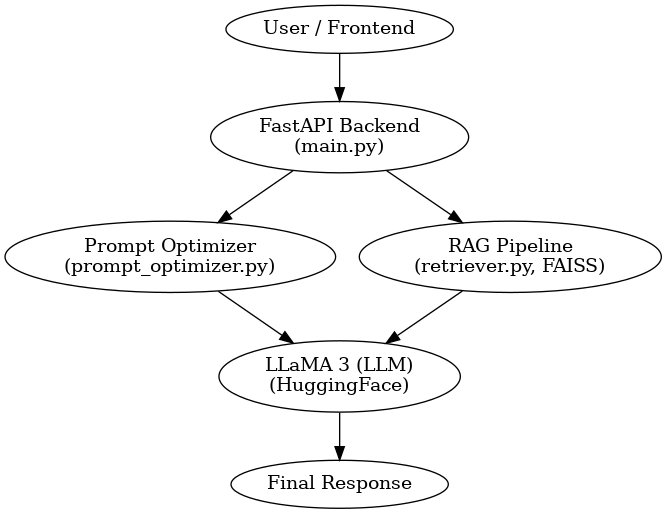 User / Frontend
FastAPI Backend
(main.py)
Prompt Optimizer
(prompt_optimizer.py)
RAG Pipeline
(retriever.py, FAISS)
LLaMA 3 (LLM)
(HuggingFace)
Final Response